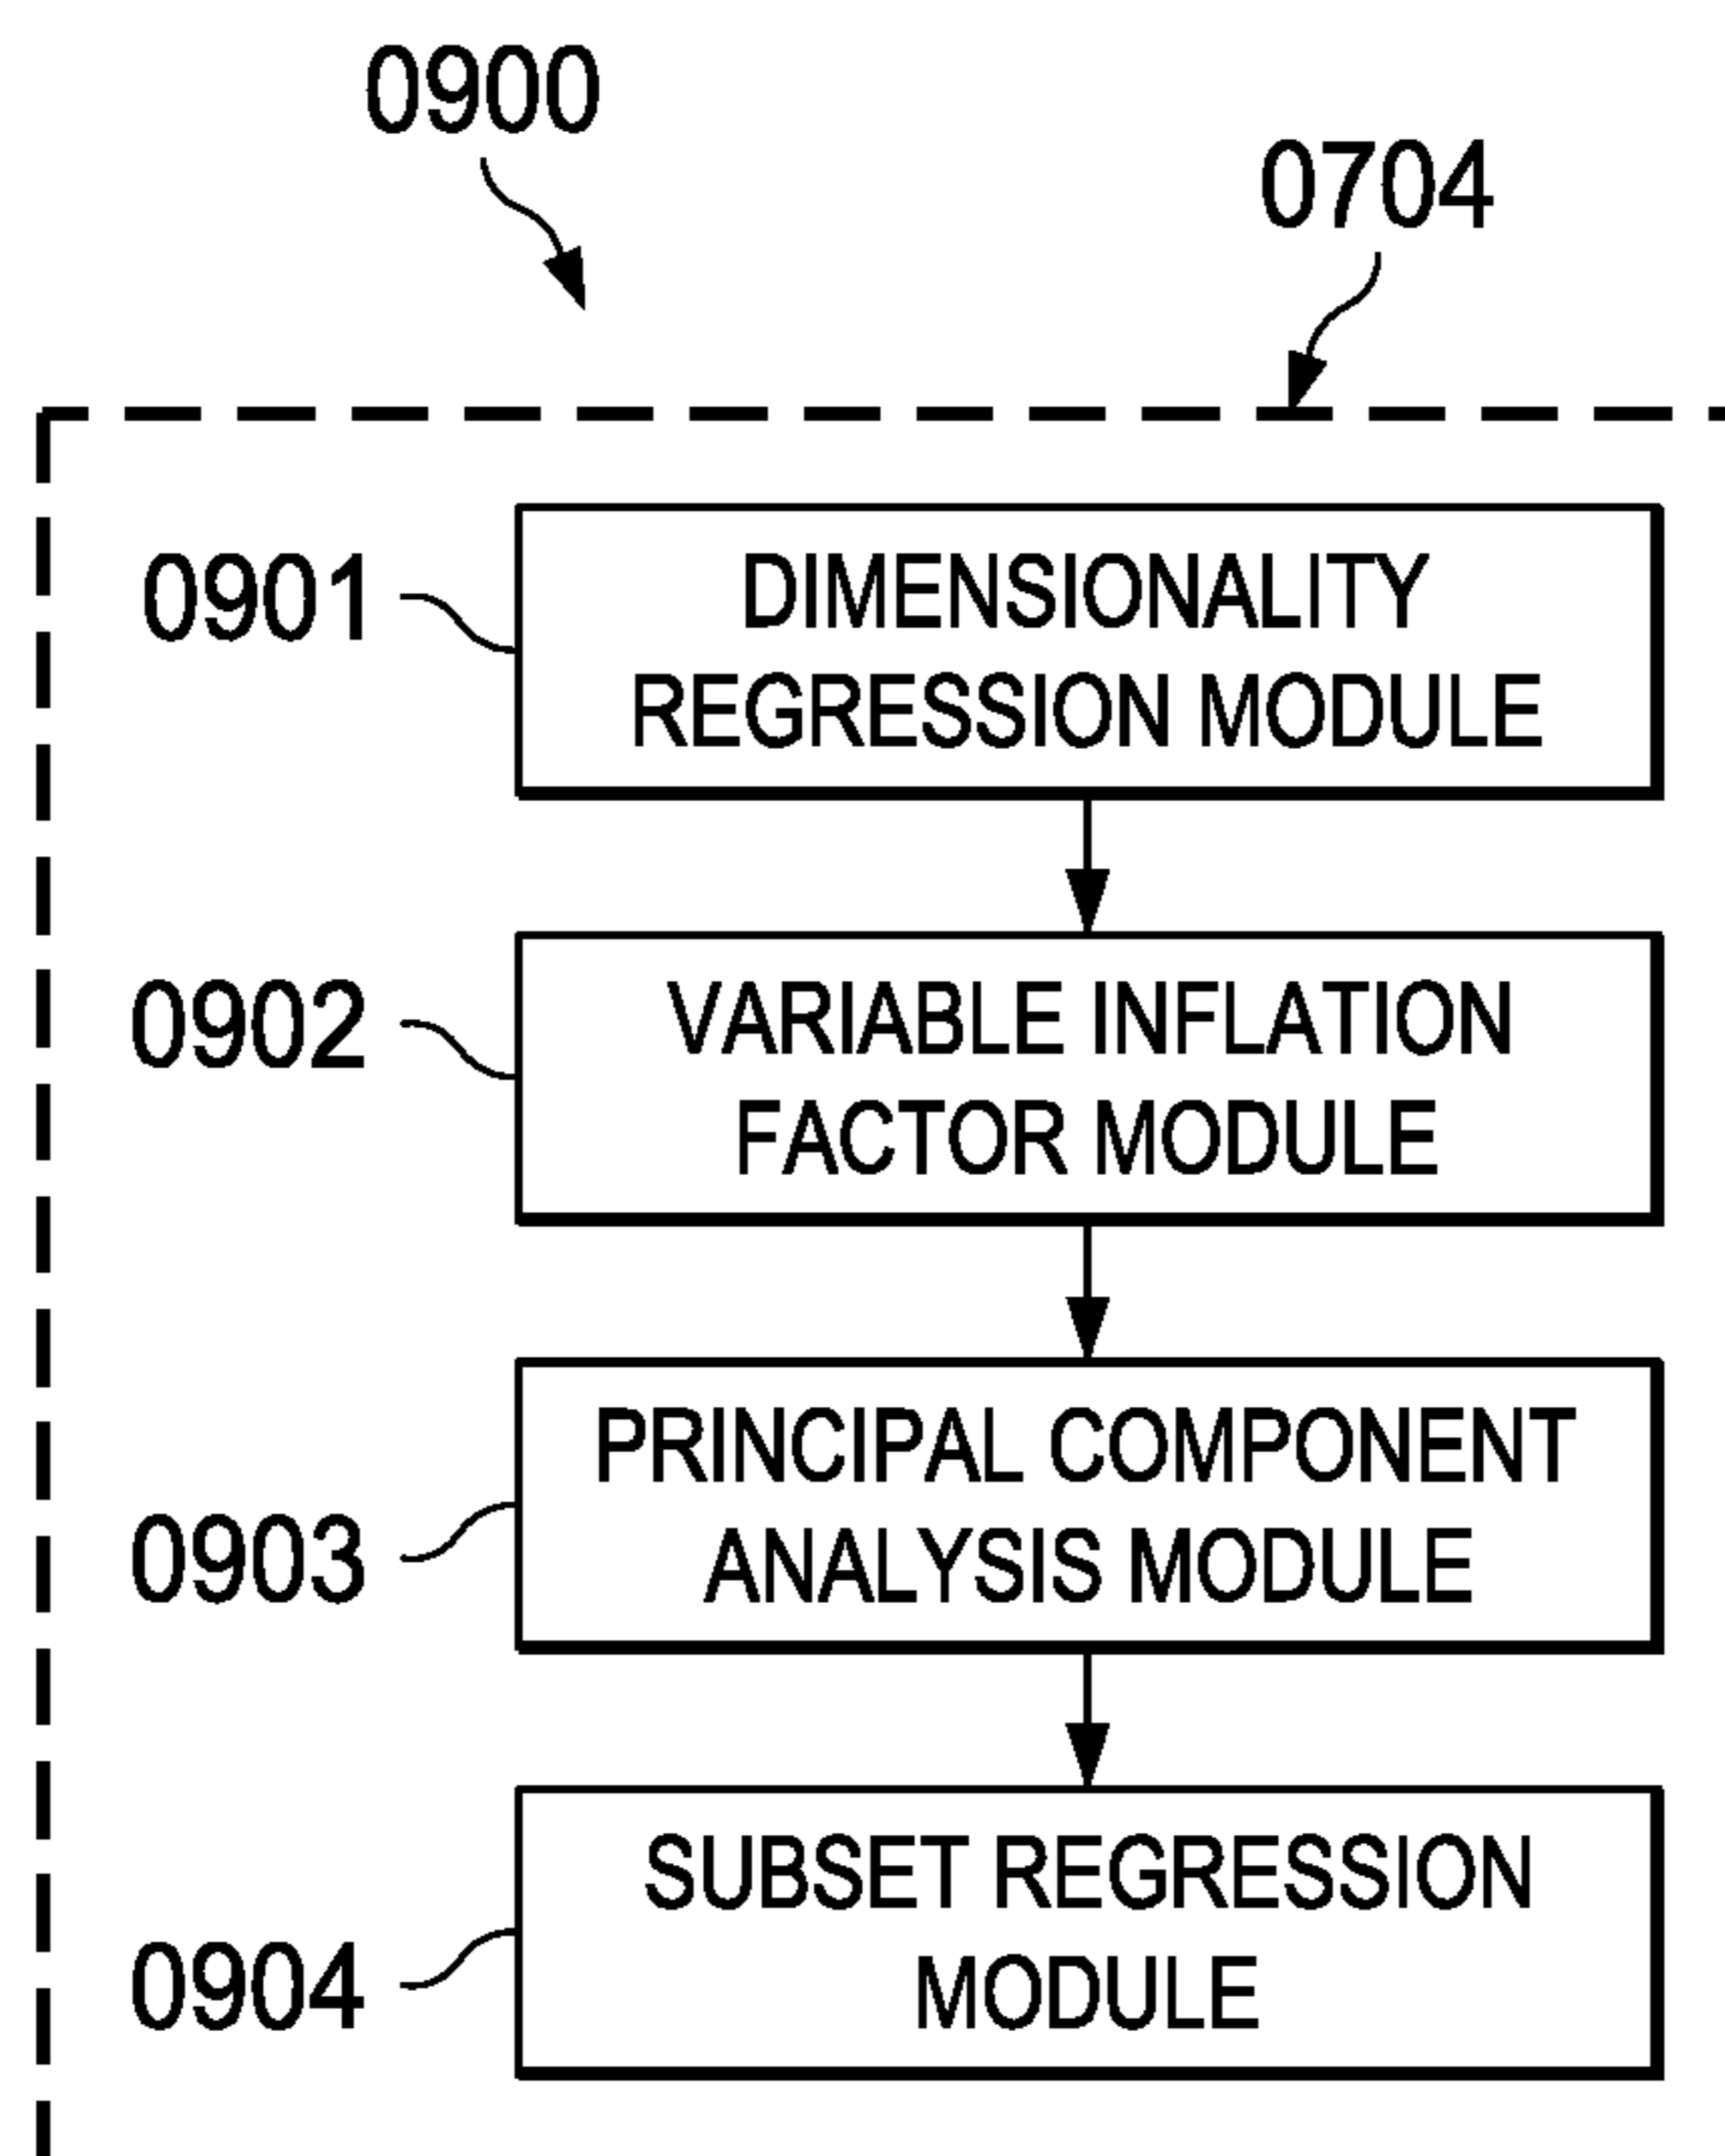 0900
0704
0901
DIMENSIONALITY
REGRESSION MODULE
0902
VARIABLE INFLATION
FACTOR MODULE
0903
PRINCIPAL COMPONENT
ANALYSIS MODULE
0904
SUBSET REGRESSION
MODULE